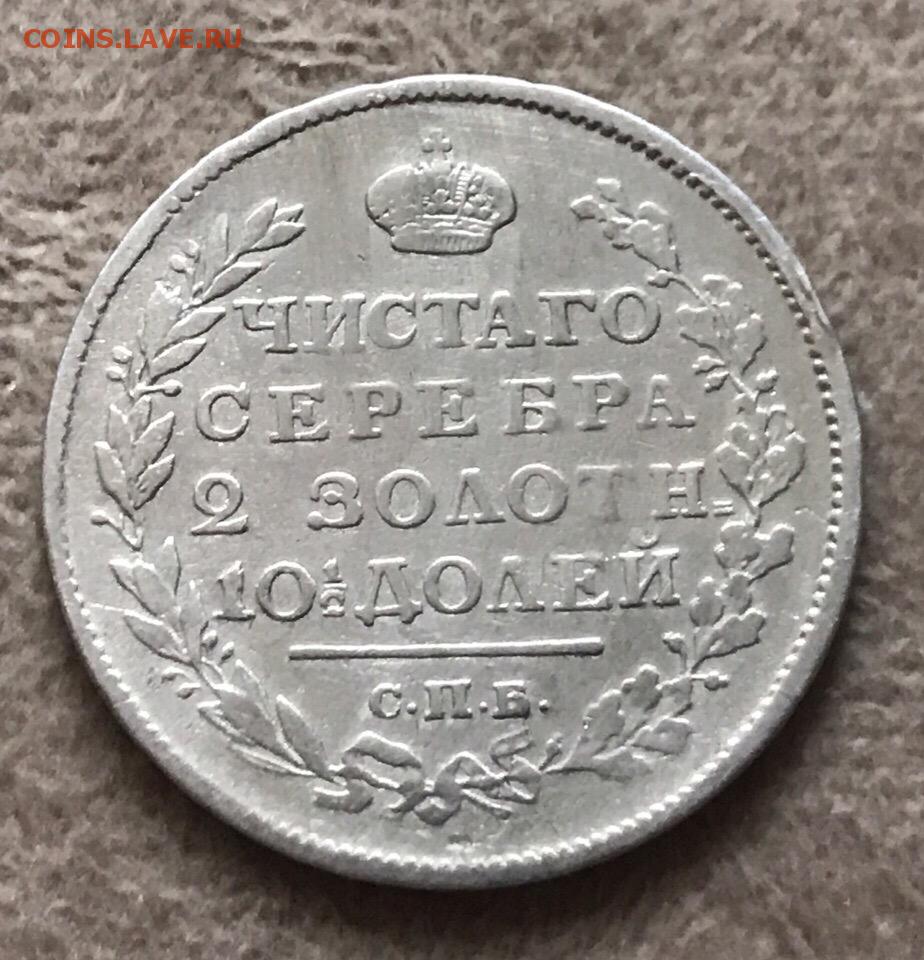 COINS.LAVE.RU
ЧИСТАГО
СЕРЕБРА
2 ЗОЛОТН=
10½ ДОЛЕЙ
С.П.Б.